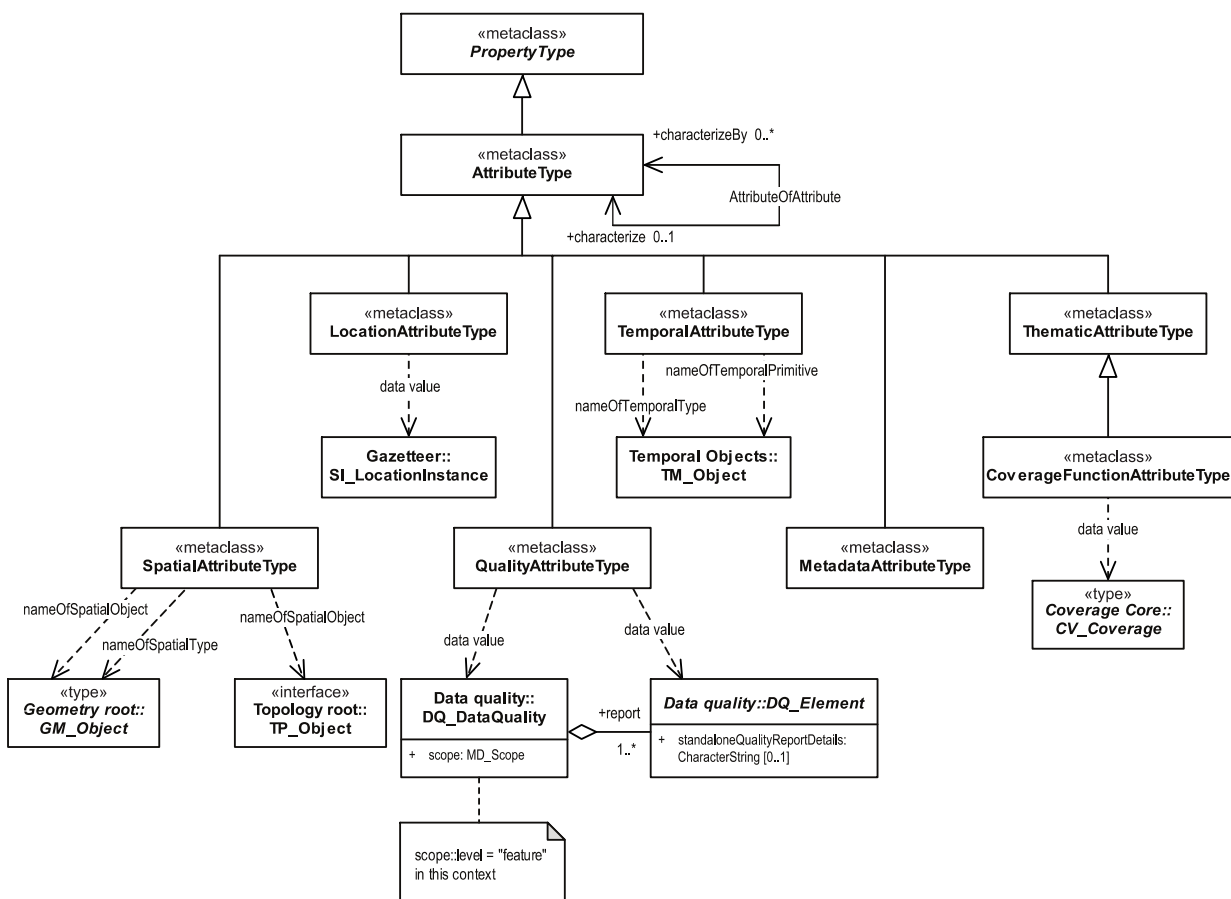 «metaclass»
PropertyType
+characterizeBy 0..*
«metaclass»
AttributeType
AttributeOfAttribute
+characterize 0..1
«metaclass»
LocationAttributeType
«metaclass»
TemporalAttributeType
«metaclass»
ThematicAttributeType
data value
nameOfTemporalPrimitive
nameOfTemporalType
Gazetteer::
SI_LocationInstance
Temporal Objects::
TM_Object
«metaclass»
CoverageFunctionAttributeType
data value
«metaclass»
SpatialAttributeType
«metaclass»
QualityAttributeType
«metaclass»
MetadataAttributeType
nameOfSpatialObject
nameOfSpatialObject
nameOfSpatialType
data value
data value
«type»
Coverage Core::
CV_Coverage
«type»
Geometry root::
GM_Object
«interface»
Topology root::
TP_Object
Data quality::
DQ_DataQuality
+ scope: MD_Scope
+report
1..*
Data quality::DQ_Element
+ standaloneQualityReportDetails:
CharacterString [0..1]
scope::level = "feature"
in this context